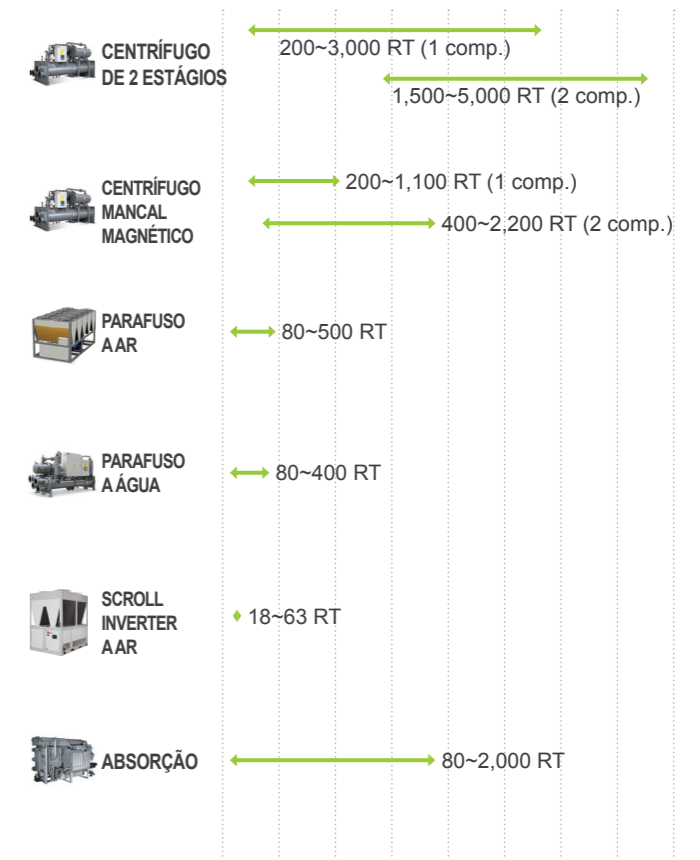 CENTRÍFUGO
DE 2 ESTÁGIOS
200~3,000 RT (1 comp.)
1,500~5,000 RT (2 comp.)
CENTRÍFUGO
MANCAL
MAGNÉTICO
200~1,100 RT (1 comp.)
400~2,200 RT (2 comp.)
PARAFUSO
A AR
80~500 RT
PARAFUSO
A ÁGUA
80~400 RT
SCROLL
INVERTER
A AR
18~63 RT
ABSORÇÃO
80~2,000 RT